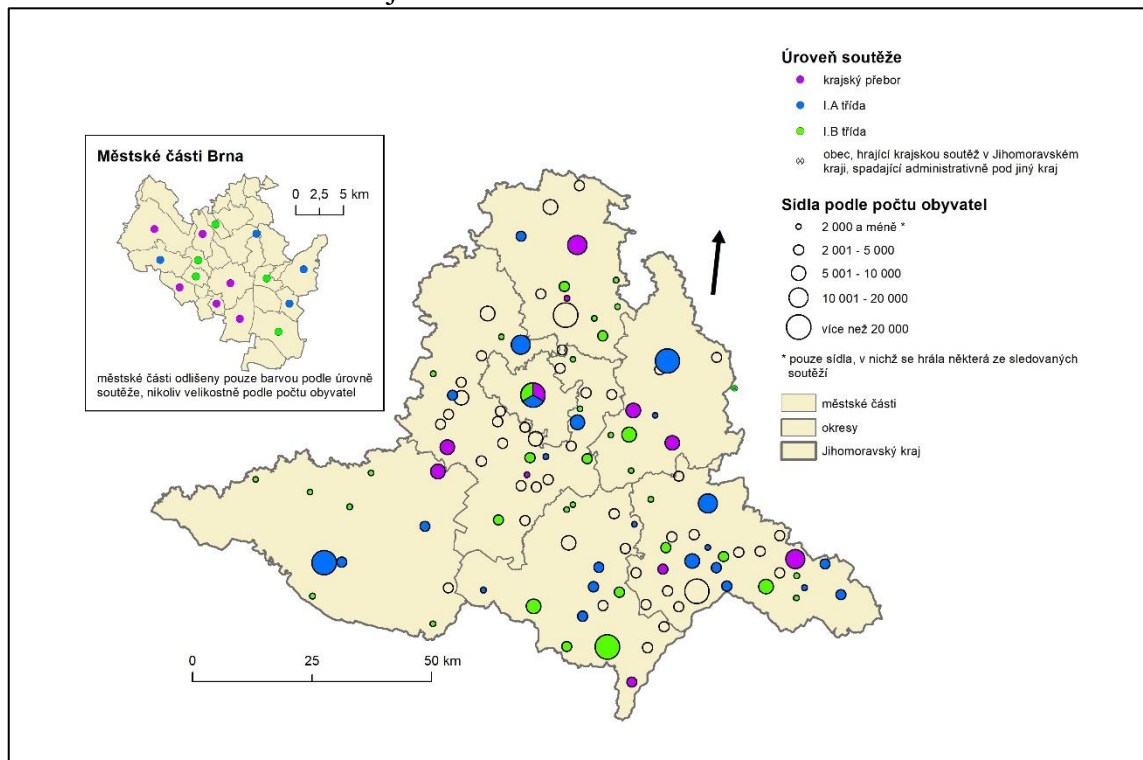 Úroveň soutěže
krajský přebor
I.A třída
I.B třída
obec, hrající krajskou soutěž v Jihomoravském
kraji, spadající administrativně pod jiný kraj
Sídla podle počtu obyvatel
2 000 a méně *
2 001 - 5 000
5 001 - 10 000
10 001 - 20 000
více než 20 000
* pouze sídla, v nichž se hrála některá ze sledovaných
soutěží
městské části
okresy
Jihomoravský kraj
Městské části Brna
0 2,5 5 km
městské části odlišeny pouze barvou podle úrovně
soutěže, nikoliv velikostně podle počtu obyvatel
0 25 50 km